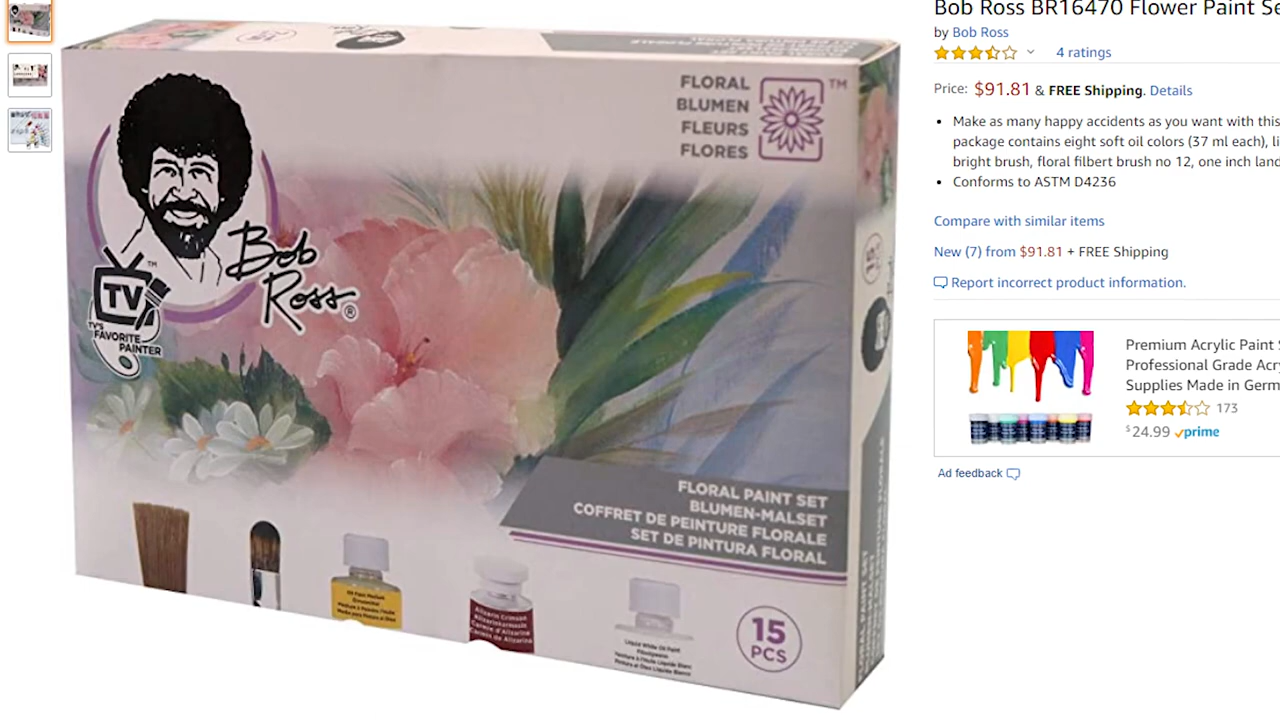 Bob Ross BR16470 Flower Paint Se
by Bob Ross
4 ratings
Price: $91.81 & FREE Shipping. Details
• Make as many happy accidents as you want with this
package contains eight soft oil colors (37 ml each), li
bright brush, floral filbert brush no 12, one inch land
• Conforms to ASTM D4236
Compare with similar items
New (7) from $91.81 + FREE Shipping
Report incorrect product information.
Premium Acrylic Paint S
Professional Grade Acry
Supplies Made in Germ
173
$24.99 prime
Ad feedback
FLORAL
BLUMEN
FLEURS
FLORES
TM
Bob
Ross®
TM
TV
TV'S
FAVORITE
PAINTER
FLORAL PAINT SET
BLUMEN-MALSET
COFFRET DE PEINTURE FLORALE
SET DE PINTURA FLORAL
Alizarin Crimson
15
PCS